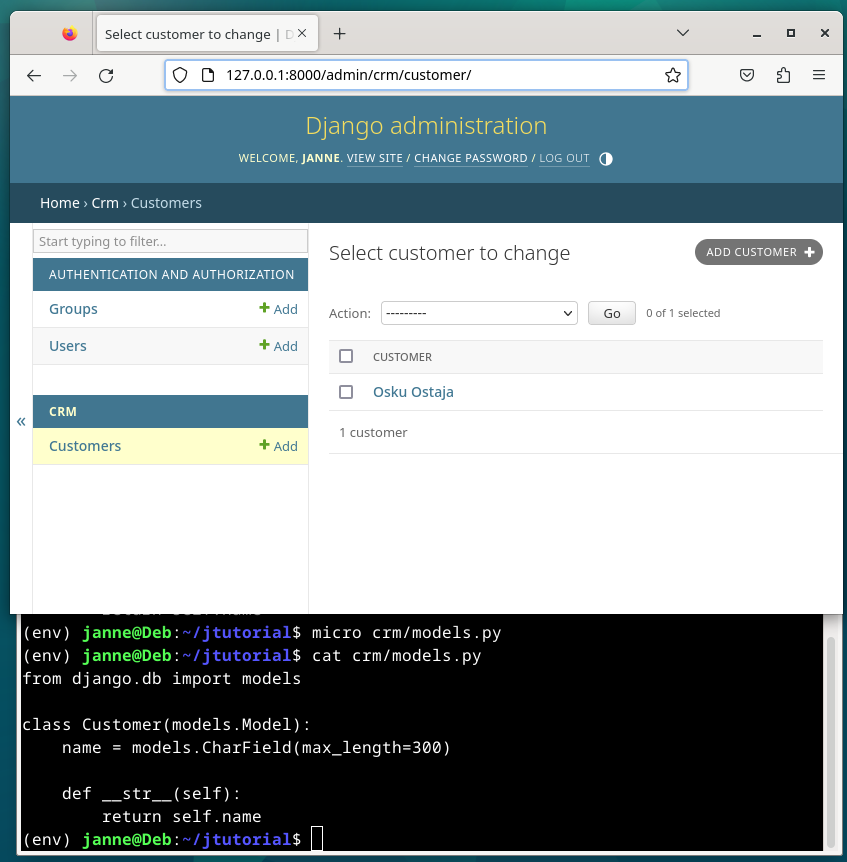 Select customer to change | D
127.0.0.1:8000/admin/crm/customer/
Django administration
WELCOME, JANNE. VIEW SITE / CHANGE PASSWORD / LOG OUT
Home › Crm › Customers
Start typing to filter...
AUTHENTICATION AND AUTHORIZATION
Groups + Add
Users + Add
CRM
Customers + Add
«
Select customer to change
ADD CUSTOMER +
Action: --------- Go 0 of 1 selected
CUSTOMER
Osku Ostaja
1 customer
(env) janne@Deb:~/jtutorial$ micro crm/models.py
(env) janne@Deb:~/jtutorial$ cat crm/models.py
from django.db import models
class Customer(models.Model):
    name = models.CharField(max_length=300)
    def __str__(self):
        return self.name
(env) janne@Deb:~/jtutorial$